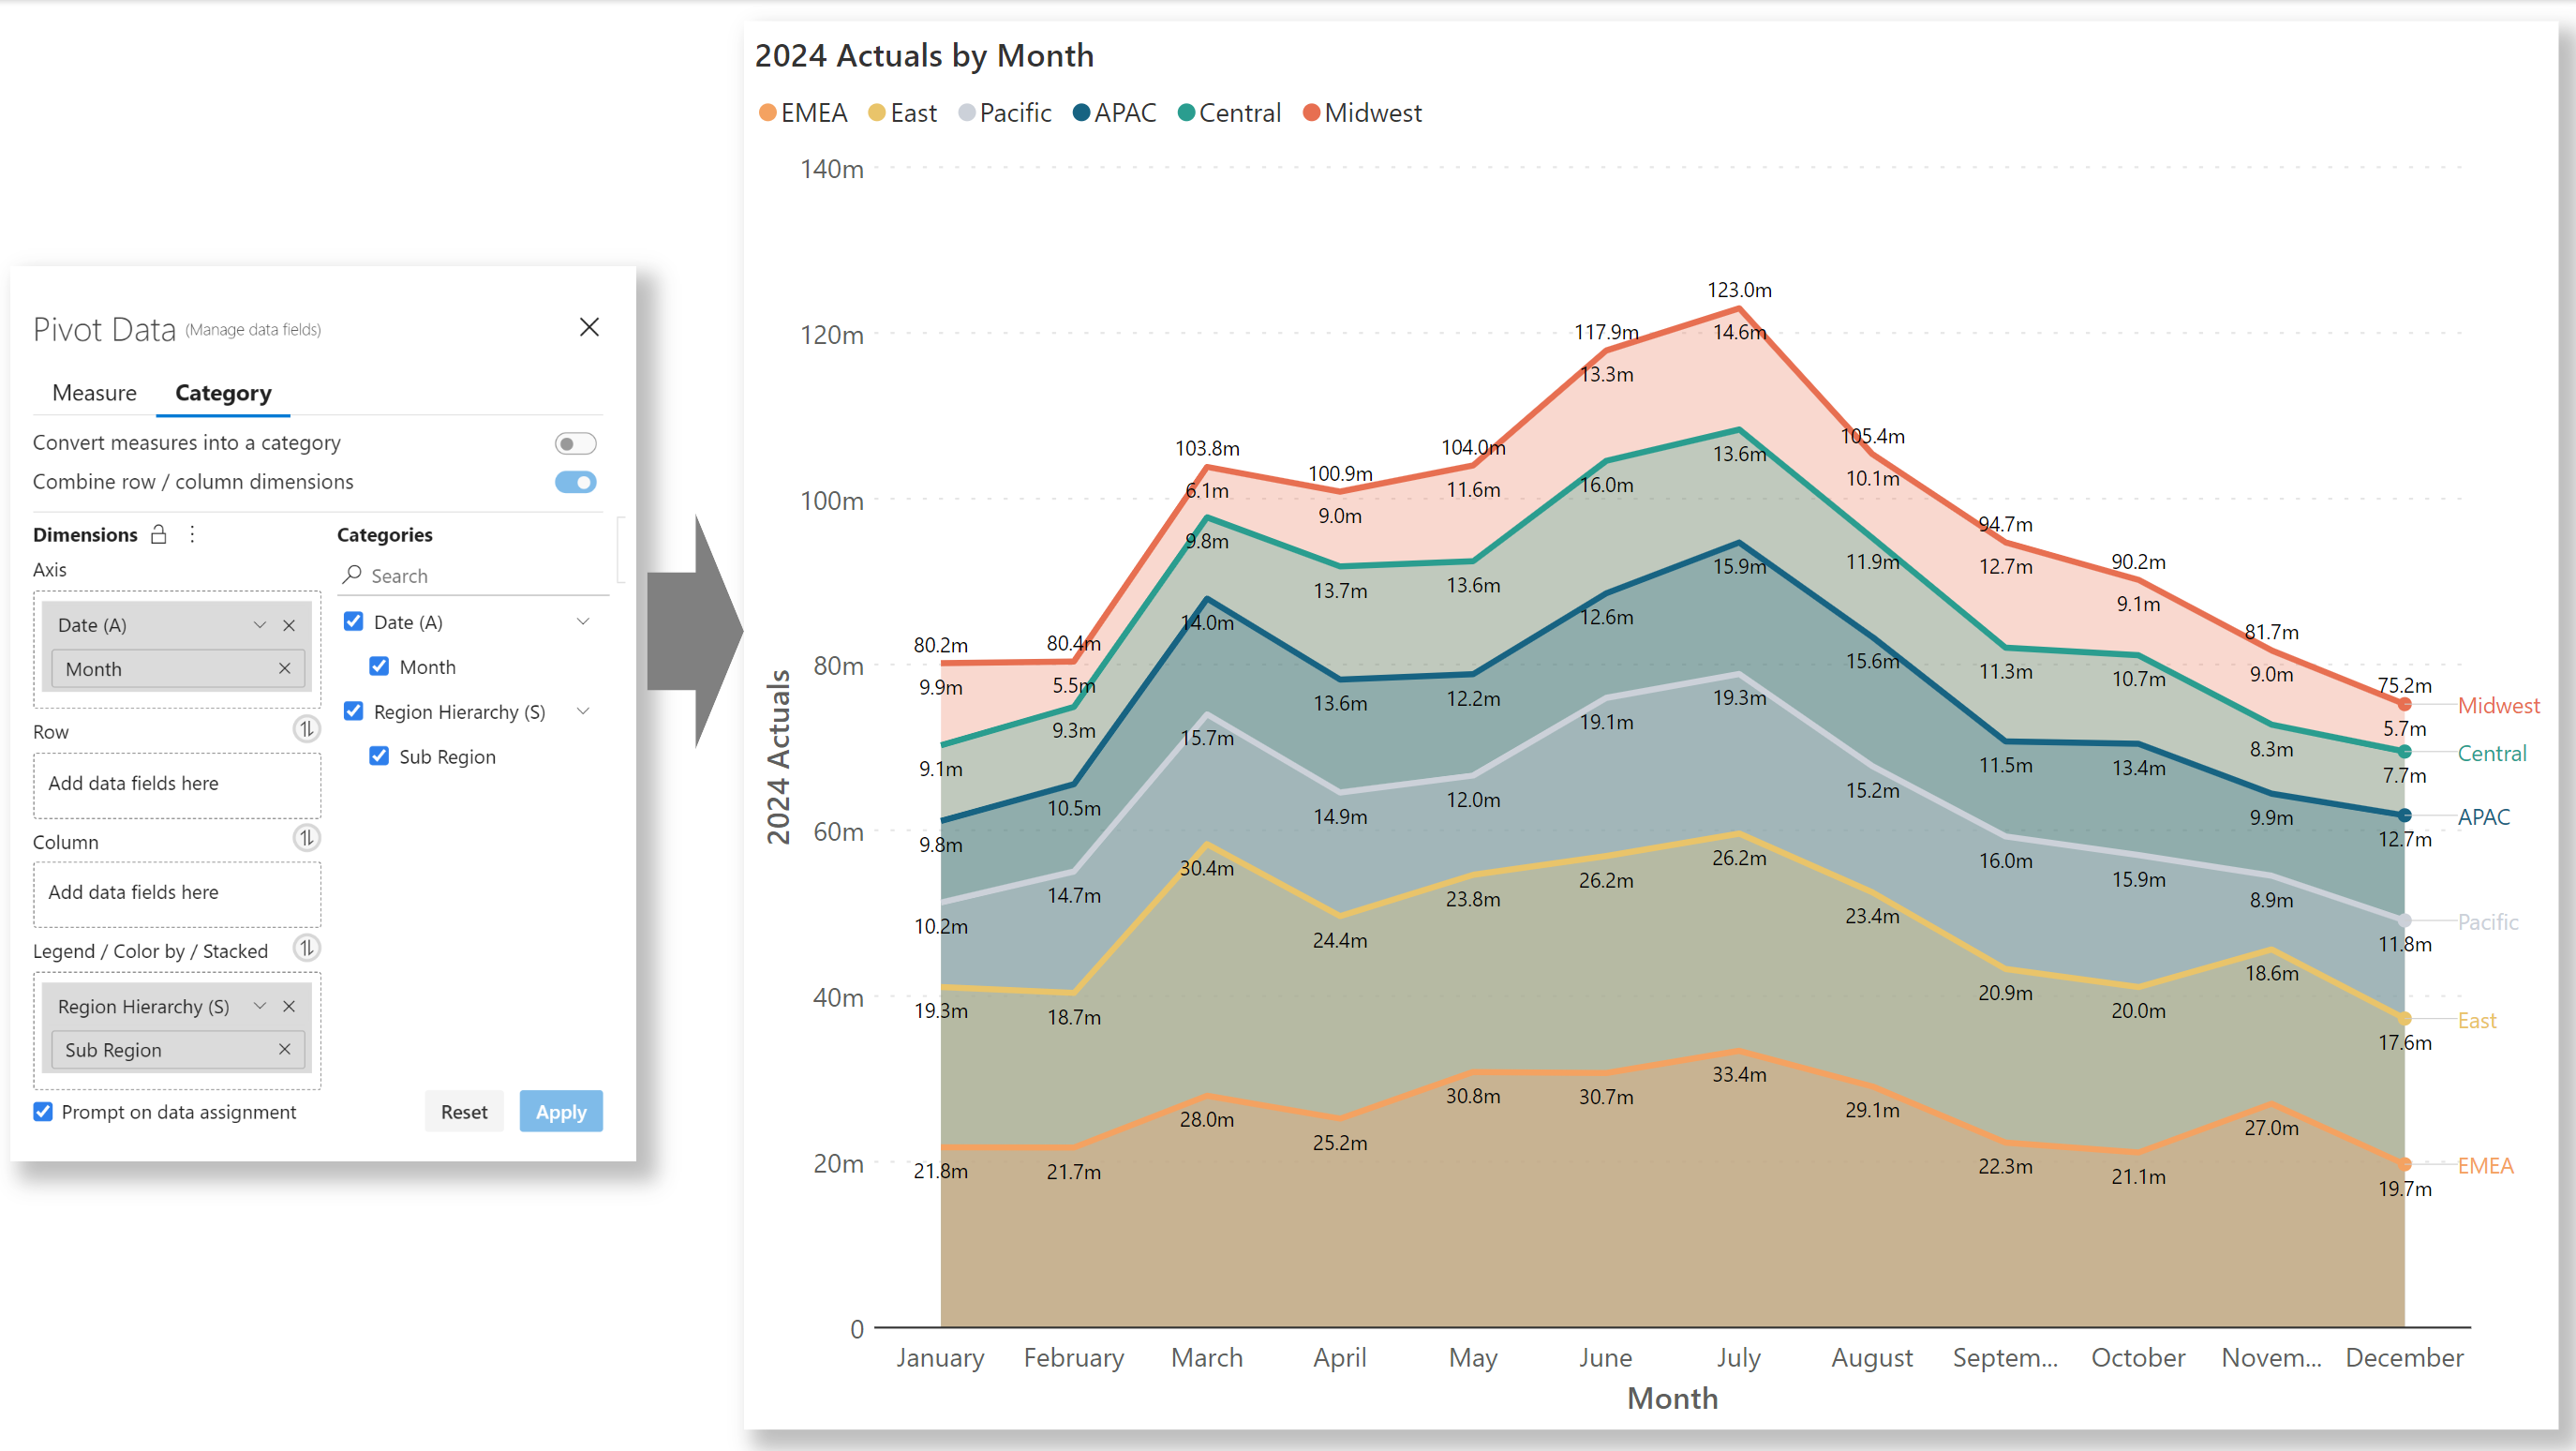 Pivot Data (Manage data fields)
Measure Category
Convert measures into a category
Combine row / column dimensions
Dimensions
Axis
Date (A)
Month
Row
Add data fields here
Column
Add data fields here
Legend / Color by / Stacked
Region Hierarchy (S)
Sub Region
Prompt on data assignment
Categories
Search
Date (A)
Month
Region Hierarchy (S)
Sub Region
Reset Apply
2024 Actuals by Month
EMEA East Pacific APAC Central Midwest
2024 Actuals
140m
120m
100m
80m
60m
40m
20m
0
80.2m 80.4m 103.8m 100.9m 104.0m 117.9m 123.0m 105.4m 94.7m 90.2m 81.7m 75.2m
9.9m 5.5m 6.1m 9.0m 11.6m 13.3m 14.6m 10.1m 12.7m 9.1m 9.0m 5.7m
9.1m 9.3m 9.8m 13.7m 13.6m 16.0m 13.6m 11.9m 11.3m 10.7m 8.3m 7.7m
9.8m 10.5m 14.0m 13.6m 12.2m 12.6m 15.9m 15.6m 11.5m 13.4m 9.9m 12.7m
10.2m 14.7m 15.7m 14.9m 12.0m 19.1m 19.3m 15.2m 16.0m 15.9m 8.9m 11.8m
19.3m 18.7m 30.4m 24.4m 23.8m 26.2m 26.2m 23.4m 20.9m 20.0m 18.6m 17.6m
21.8m 21.7m 28.0m 25.2m 30.8m 30.7m 33.4m 29.1m 22.3m 21.1m 27.0m 19.7m
Midwest
Central
APAC
Pacific
East
EMEA
January February March April May June July August Septem... October Novem... December
Month